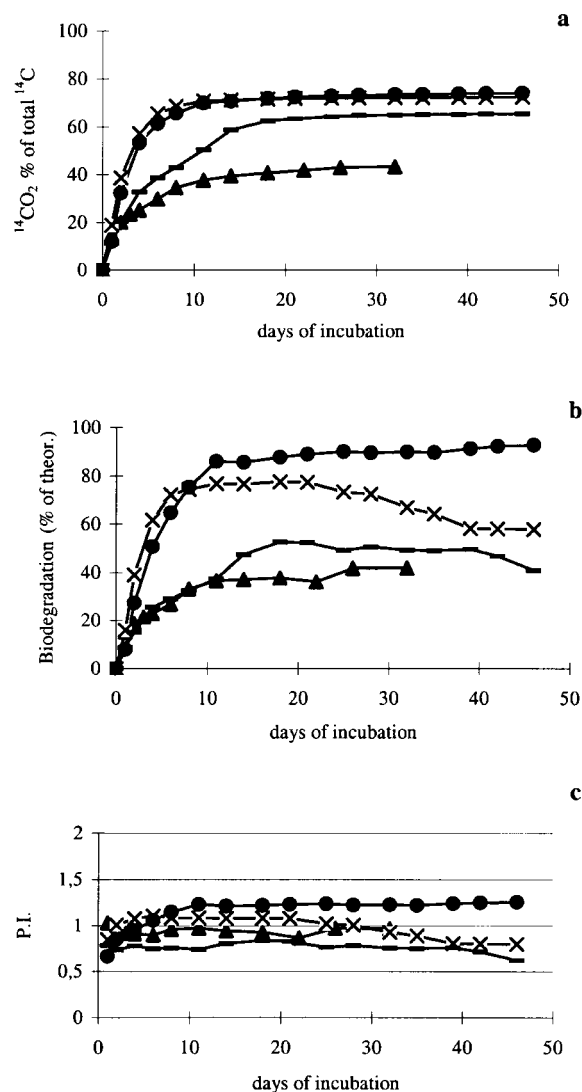 a
100
80
60
40
20
0
¹⁴CO₂ % of total ¹⁴C
0 10 20 30 40 50
days of incubation
b
100
80
60
40
20
0
Biodegradation (% of theor.)
0 10 20 30 40 50
days of incubation
c
2
1,5
1
0,5
0
P.I.
0 10 20 30 40 50
days of incubation